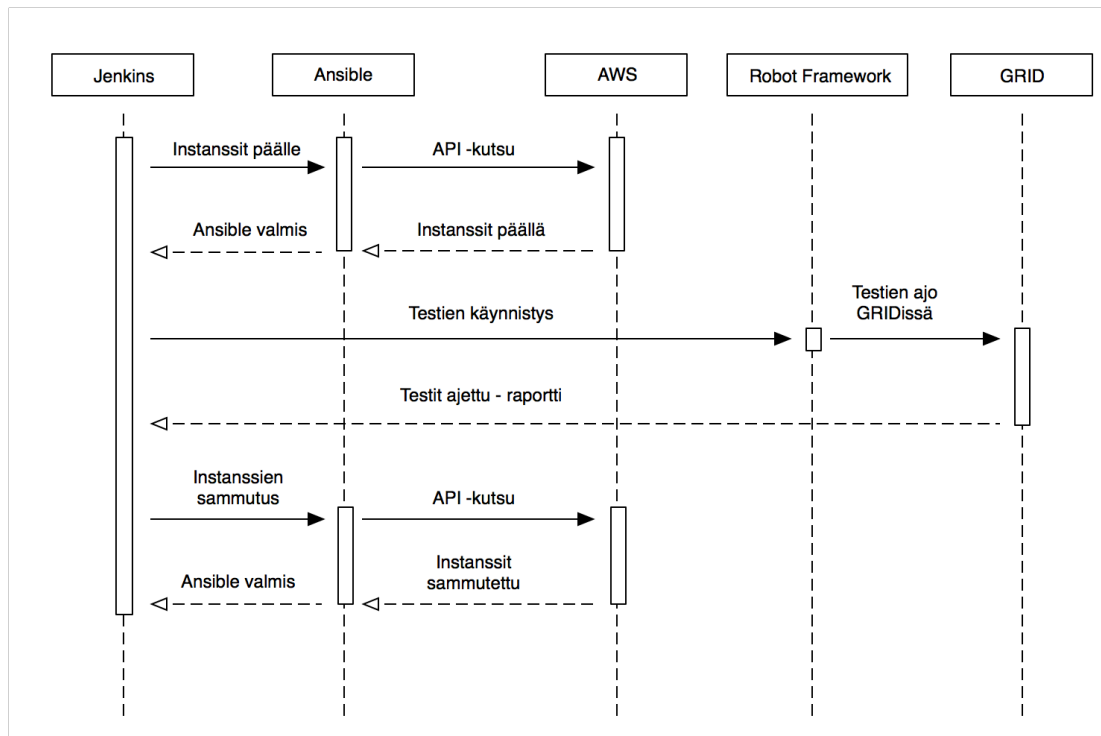 Jenkins
Ansible
AWS
Robot Framework
GRID
Instanssit päälle
API -kutsu
Ansible valmis
Instanssit päällä
Testien käynnistys
Testien ajo
GRIDissä
Testit ajettu - raportti
Instanssien
sammutus
API -kutsu
Ansible valmis
Instanssit
sammutettu